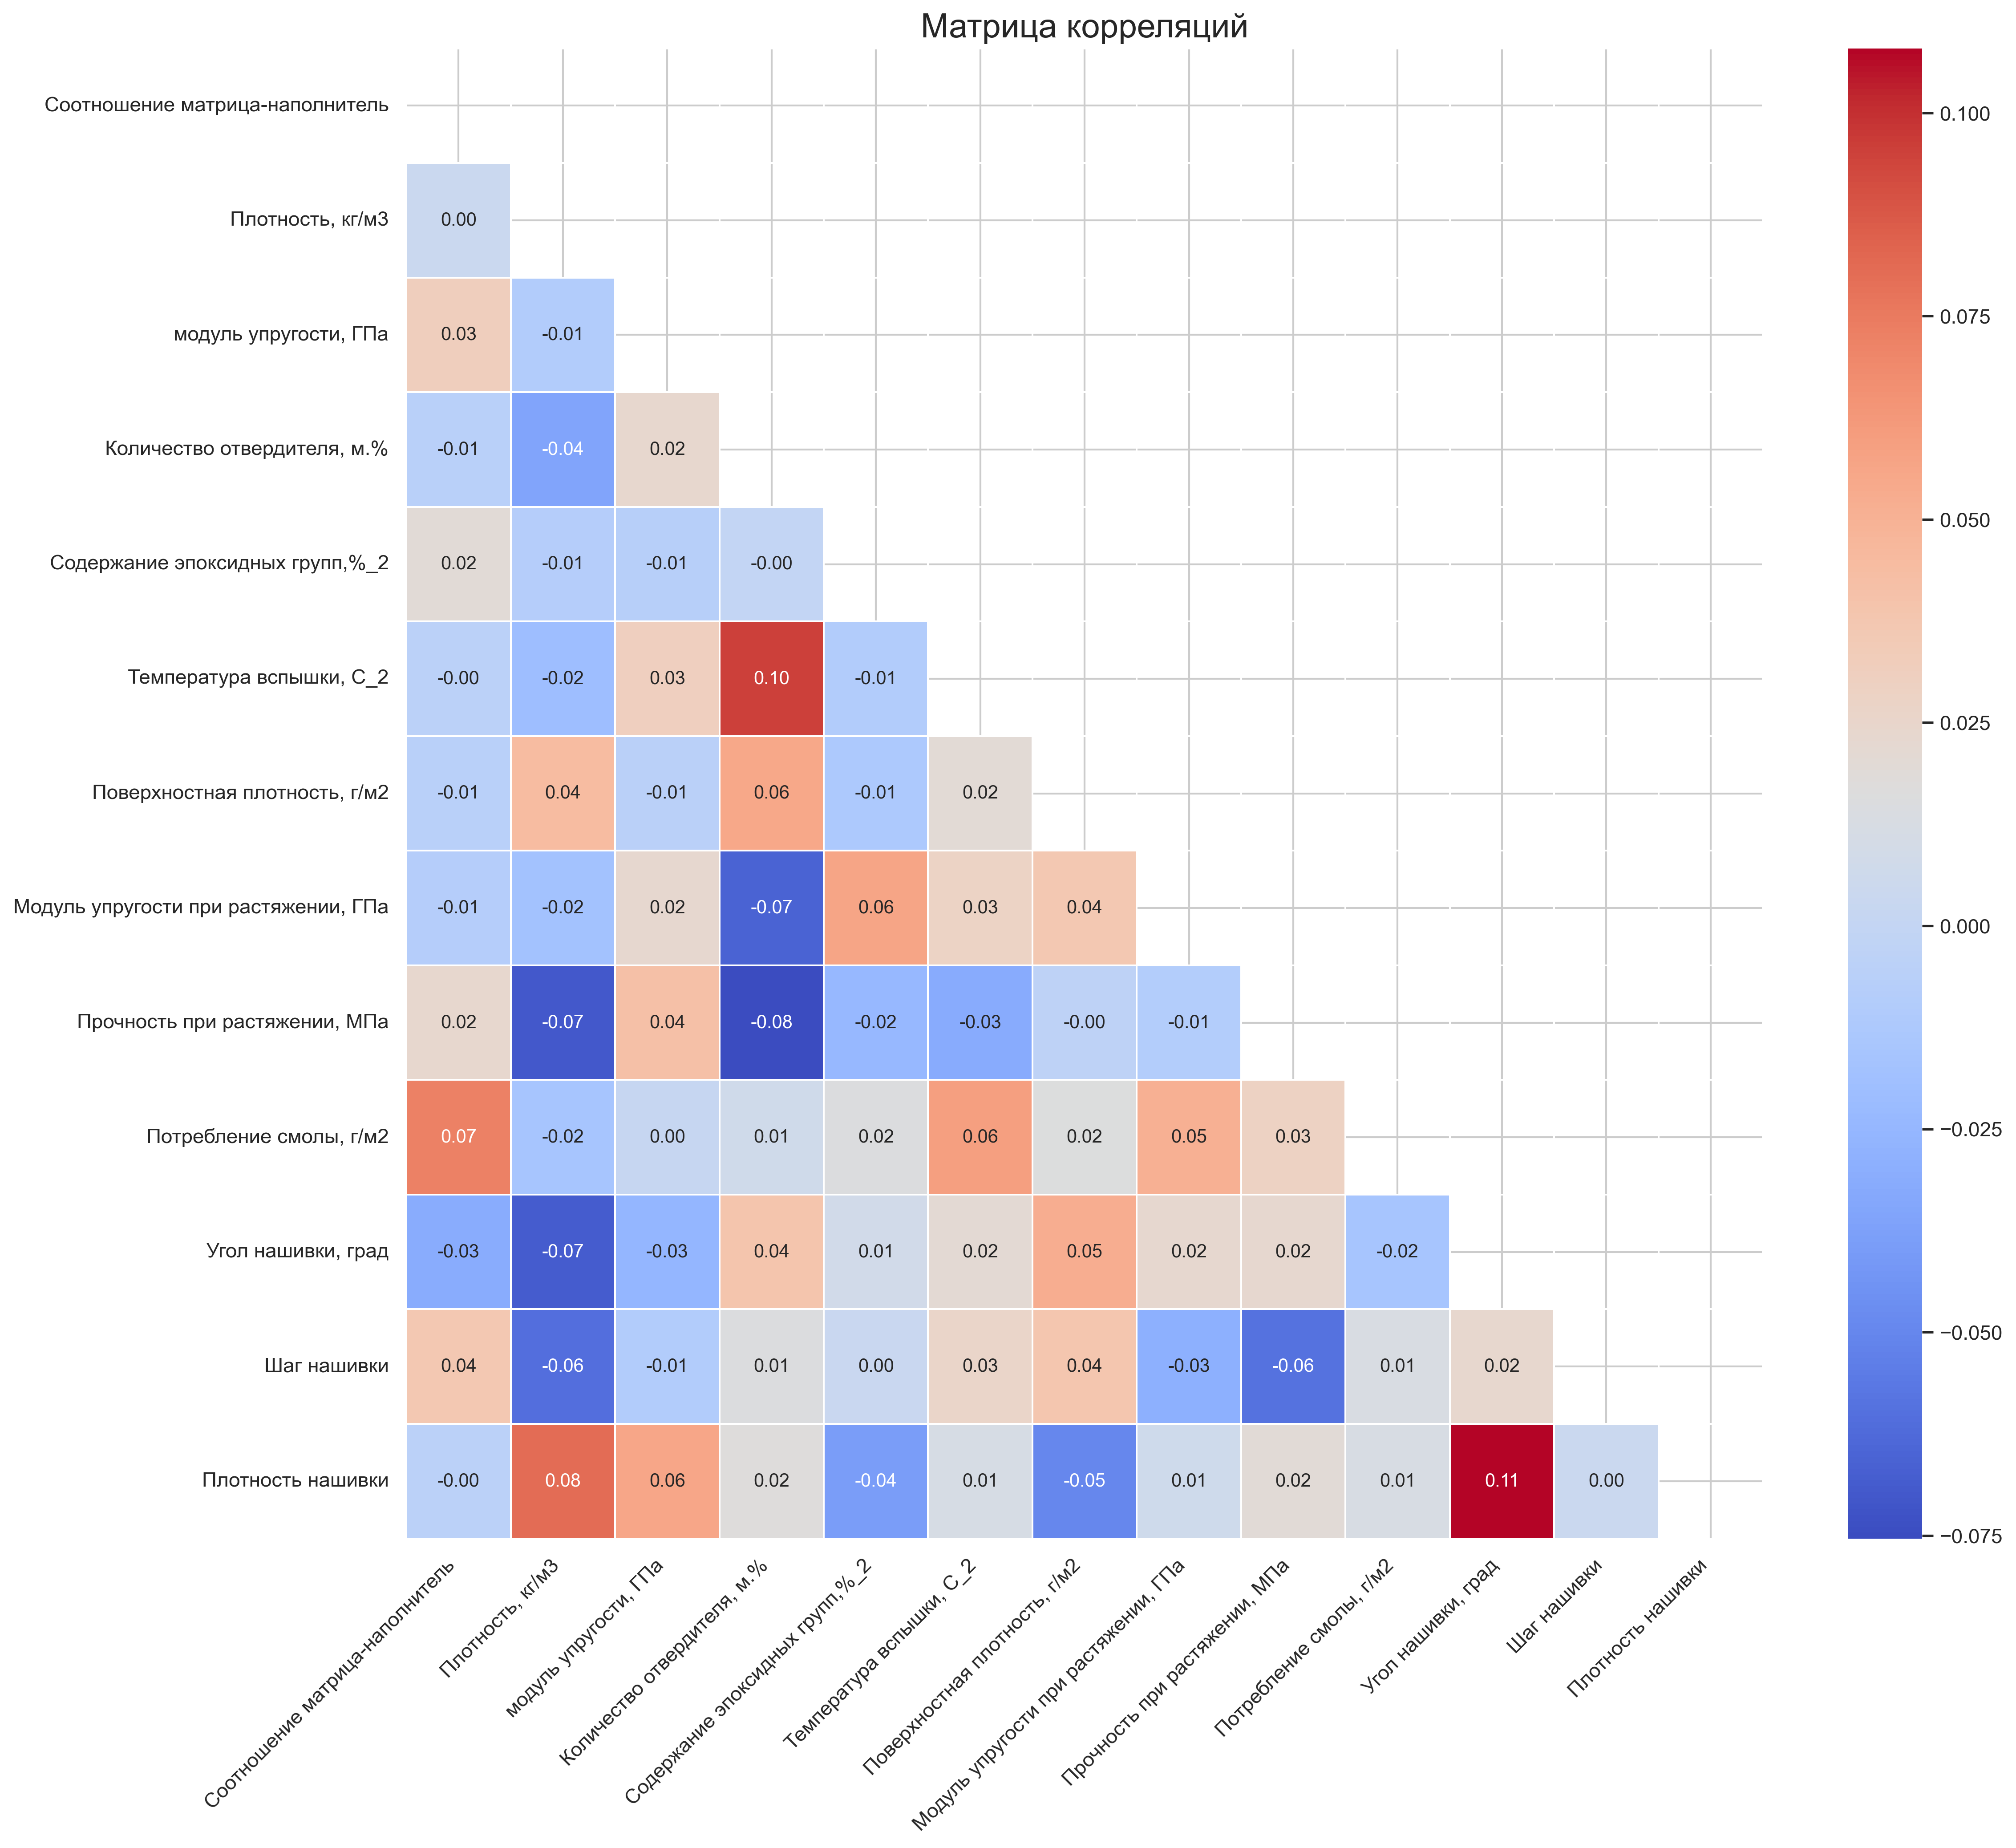 Матрица корреляций
Соотношение матрица-наполнитель
Плотность, кг/м3 0.00
модуль упругости, ГПа 0.03 -0.01
Количество отвердителя, м.% -0.01 -0.04 0.02
Содержание эпоксидных групп,%_2 0.02 -0.01 -0.01 -0.00
Температура вспышки, С_2 -0.00 -0.02 0.03 0.10 -0.01
Поверхностная плотность, г/м2 -0.01 0.04 -0.01 0.06 -0.01 0.02
Модуль упругости при растяжении, ГПа -0.01 -0.02 0.02 -0.07 0.06 0.03 0.04
Прочность при растяжении, МПа 0.02 -0.07 0.04 -0.08 -0.02 -0.03 -0.00 -0.01
Потребление смолы, г/м2 0.07 -0.02 0.00 0.01 0.02 0.06 0.02 0.05 0.03
Угол нашивки, град -0.03 -0.07 -0.03 0.04 0.01 0.02 0.05 0.02 0.02 -0.02
Шаг нашивки 0.04 -0.06 -0.01 0.01 0.00 0.03 0.04 -0.03 -0.06 0.01 0.02
Плотность нашивки -0.00 0.08 0.06 0.02 -0.04 0.01 -0.05 0.01 0.02 0.01 0.11 0.00
Соотношение матрица-наполнитель
Плотность, кг/м3
модуль упругости, ГПа
Количество отвердителя, м.%
Содержание эпоксидных групп,%_2
Температура вспышки, С_2
Поверхностная плотность, г/м2
Модуль упругости при растяжении, ГПа
Прочность при растяжении, МПа
Потребление смолы, г/м2
Угол нашивки, град
Шаг нашивки
Плотность нашивки
0.100
0.075
0.050
0.025
0.000
−0.025
−0.050
−0.075